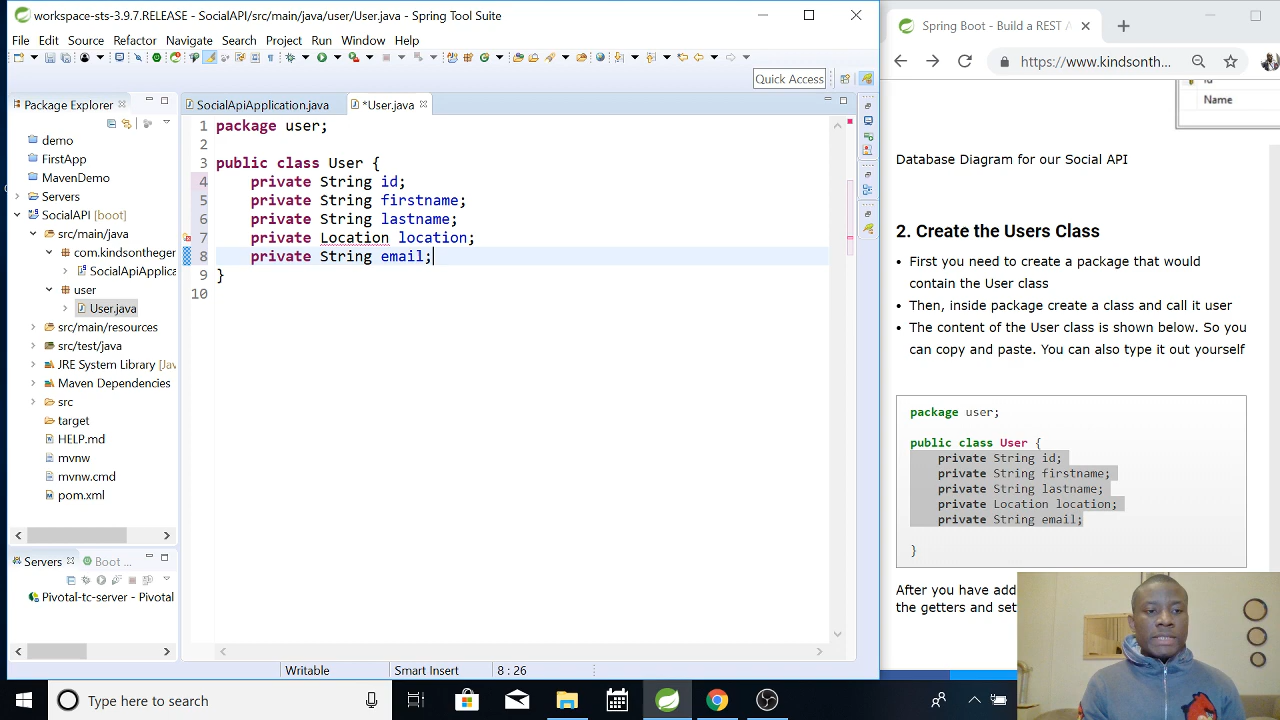 workspace-sts-3.9.7.RELEASE - SocialAPI/src/main/java/user/User.java - Spring Tool Suite
File Edit Source Refactor Navigate Search Project Run Window Help
Quick Access
Package Explorer
demo
FirstApp
MavenDemo
Servers
SocialAPI [boot]
src/main/java
com.kindsontheger
SocialApiApplica
user
User.java
src/main/resources
src/test/java
JRE System Library [Jav
Maven Dependencies
src
target
HELP.md
mvnw
mvnw.cmd
pom.xml
Servers
Boot ...
Pivotal-tc-server - Pivotal
SocialApiApplication.java
*User.java
1 package user;
2
3 public class User {
4 private String id;
5 private String firstname;
6 private String lastname;
7 private Location location;
8 private String email;
9 }
10
Writable
Smart Insert
8 : 26
Spring Boot - Build a REST A
https://www.kindsonth...
Name
Database Diagram for our Social API
2. Create the Users Class
• First you need to create a package that would
contain the User class
• Then, inside package create a class and call it user
• The content of the User class is shown below. So you
can copy and paste. You can also type it out yourself
package user;
public class User {
private String id;
private String firstname;
private String lastname;
private Location location;
private String email;
}
After you have add
the getters and set
Type here to search